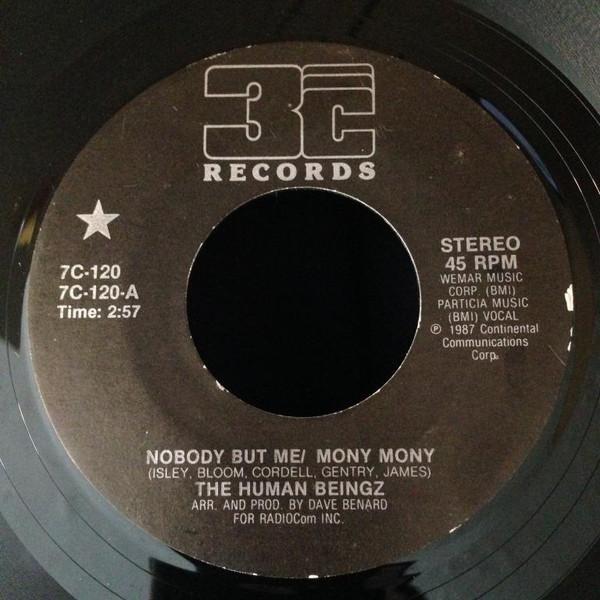 3C
RECORDS
7C-120
7C-120-A
Time: 2:57
STEREO
45 RPM
WEMAR MUSIC
CORP. (BMI)
PARTICIA MUSIC
(BMI) VOCAL
℗ 1987 Continental
Communications
Corp.
NOBODY BUT ME/ MONY MONY
(ISLEY, BLOOM, CORDELL, GENTRY, JAMES)
THE HUMAN BEINGZ
ARR. AND PROD. BY DAVE BENARD
FOR RADIOCom INC.